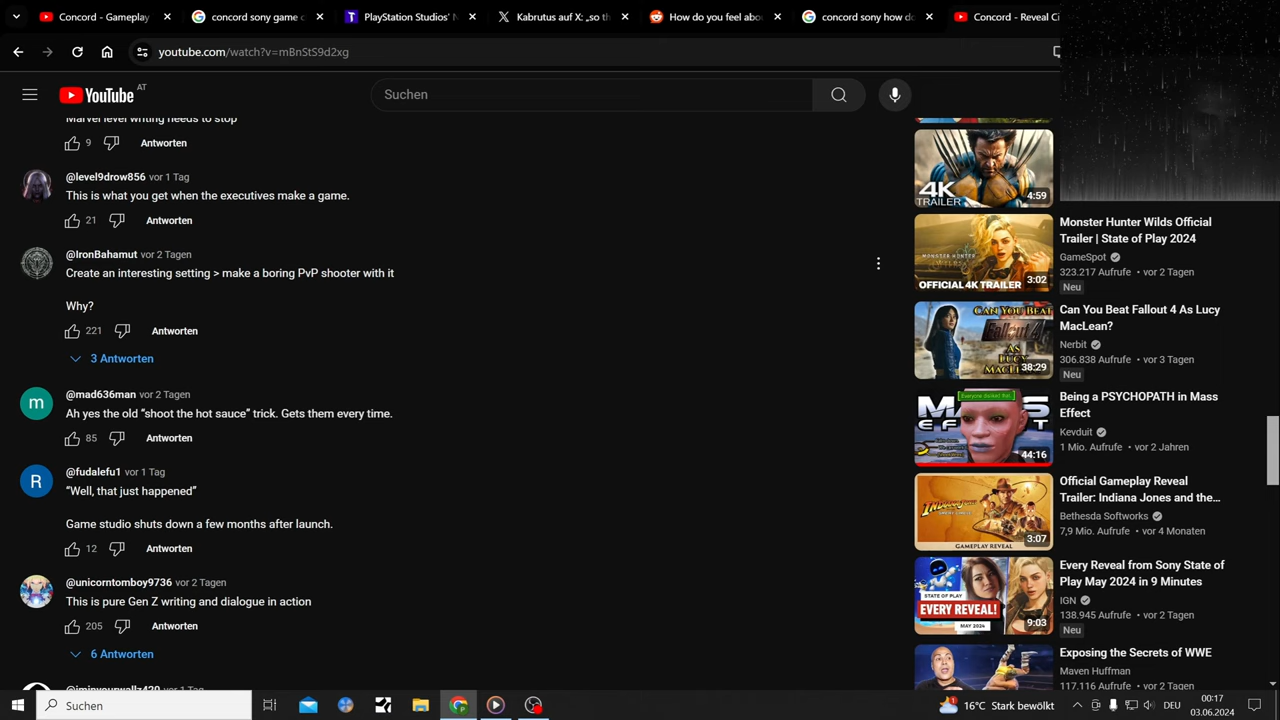 Concord - Gameplay
concord sony game c
PlayStation Studios' N
Kabrutus auf X: „so th
How do you feel abou
concord sony how do
Concord - Reveal Ci
youtube.com/watch?v=mBnStS9d2xg
YouTube
AT
Suchen
Marvel level writing needs to stop
9
Antworten
@level9drow856 vor 1 Tag
This is what you get when the executives make a game.
21
Antworten
@IronBahamut vor 2 Tagen
Create an interesting setting > make a boring PvP shooter with it
Why?
221
Antworten
3 Antworten
m
@mad636man vor 2 Tagen
Ah yes the old “shoot the hot sauce” trick. Gets them every time.
85
Antworten
R
@fudalefu1 vor 1 Tag
“Well, that just happened”
Game studio shuts down a few months after launch.
12
Antworten
@unicorntomboy9736 vor 2 Tagen
This is pure Gen Z writing and dialogue in action
205
Antworten
6 Antworten
@iminyourwallz420 vor 1 Tag
4K
TRAILER
4:59
OFFICIAL 4K TRAILER
3:02
Monster Hunter Wilds Official
Trailer | State of Play 2024
GameSpot
323.217 Aufrufe • vor 2 Tagen
Neu
CAN YOU BEAT
Fallout 4
AS
LUCY
MACLEAN?
38:29
Can You Beat Fallout 4 As Lucy
MacLean?
Nerbit
306.838 Aufrufe • vor 3 Tagen
Neu
44:16
Being a PSYCHOPATH in Mass
Effect
Kevduit
1 Mio. Aufrufe • vor 2 Jahren
INDIANA JONES
GAMEPLAY REVEAL
3:07
Official Gameplay Reveal
Trailer: Indiana Jones and the...
Bethesda Softworks
7,9 Mio. Aufrufe • vor 4 Monaten
STATE OF PLAY
EVERY REVEAL!
MAY 2024
9:03
Every Reveal from Sony State of
Play May 2024 in 9 Minutes
IGN
138.945 Aufrufe • vor 2 Tagen
Neu
Exposing the Secrets of WWE
Maven Huffman
117.116 Aufrufe • vor 2 Tagen
Suchen
16°C Stark bewölkt
DEU
00:17
03.06.2024